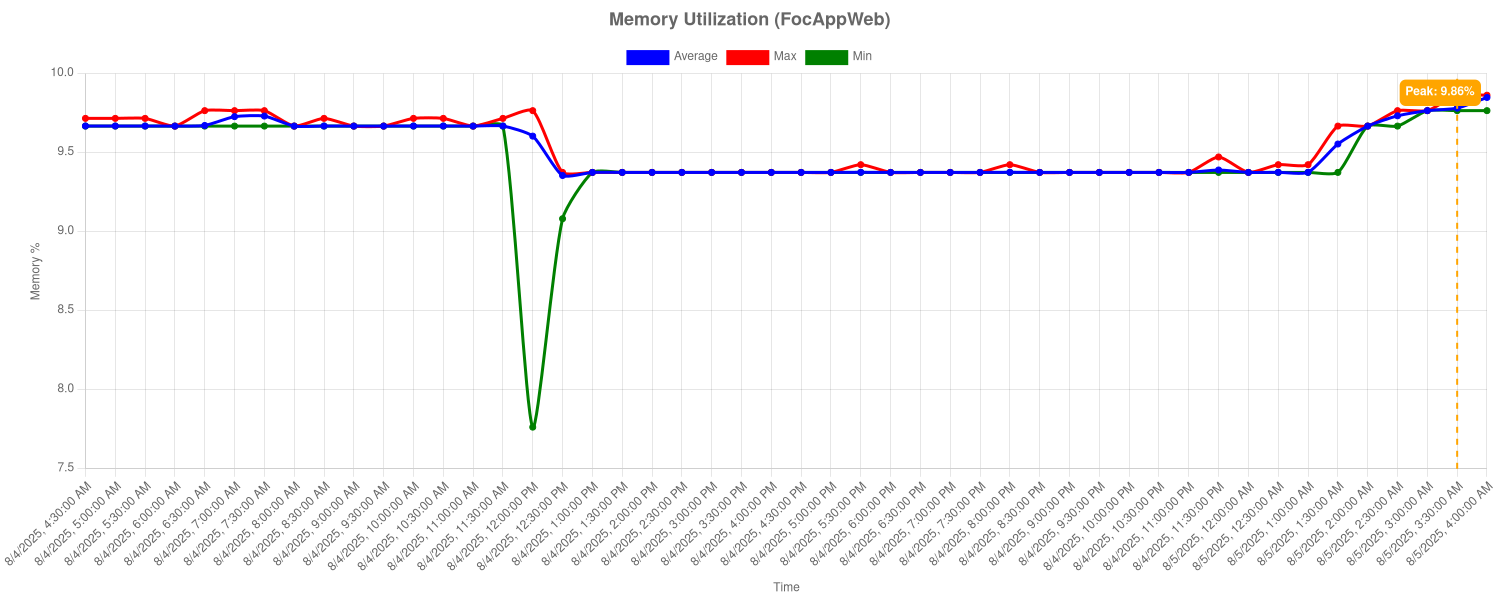 Memory Utilization (FocAppWeb)
Average Max Min
10.0
Peak: 9.86%
9.5
9.0
Memory %
8.5
8.0
7.5
8/4/2025, 4:30:00 AM
8/4/2025, 5:00:00 AM
8/4/2025, 5:30:00 AM
8/4/2025, 6:00:00 AM
8/4/2025, 6:30:00 AM
8/4/2025, 7:00:00 AM
8/4/2025, 7:30:00 AM
8/4/2025, 8:00:00 AM
8/4/2025, 8:30:00 AM
8/4/2025, 9:00:00 AM
8/4/2025, 9:30:00 AM
8/4/2025, 10:00:00 AM
8/4/2025, 10:30:00 AM
8/4/2025, 11:00:00 AM
8/4/2025, 11:30:00 AM
8/4/2025, 12:00:00 PM
8/4/2025, 12:30:00 PM
8/4/2025, 1:00:00 PM
8/4/2025, 1:30:00 PM
8/4/2025, 2:00:00 PM
8/4/2025, 2:30:00 PM
8/4/2025, 3:00:00 PM
8/4/2025, 3:30:00 PM
8/4/2025, 4:00:00 PM
8/4/2025, 4:30:00 PM
8/4/2025, 5:00:00 PM
8/4/2025, 5:30:00 PM
8/4/2025, 6:00:00 PM
8/4/2025, 6:30:00 PM
8/4/2025, 7:00:00 PM
8/4/2025, 7:30:00 PM
8/4/2025, 8:00:00 PM
8/4/2025, 8:30:00 PM
8/4/2025, 9:00:00 PM
8/4/2025, 9:30:00 PM
8/4/2025, 10:00:00 PM
8/4/2025, 10:30:00 PM
8/4/2025, 11:00:00 PM
8/4/2025, 11:30:00 PM
8/5/2025, 12:00:00 AM
8/5/2025, 12:30:00 AM
8/5/2025, 1:00:00 AM
8/5/2025, 1:30:00 AM
8/5/2025, 2:00:00 AM
8/5/2025, 2:30:00 AM
8/5/2025, 3:00:00 AM
8/5/2025, 3:30:00 AM
8/5/2025, 4:00:00 AM
Time